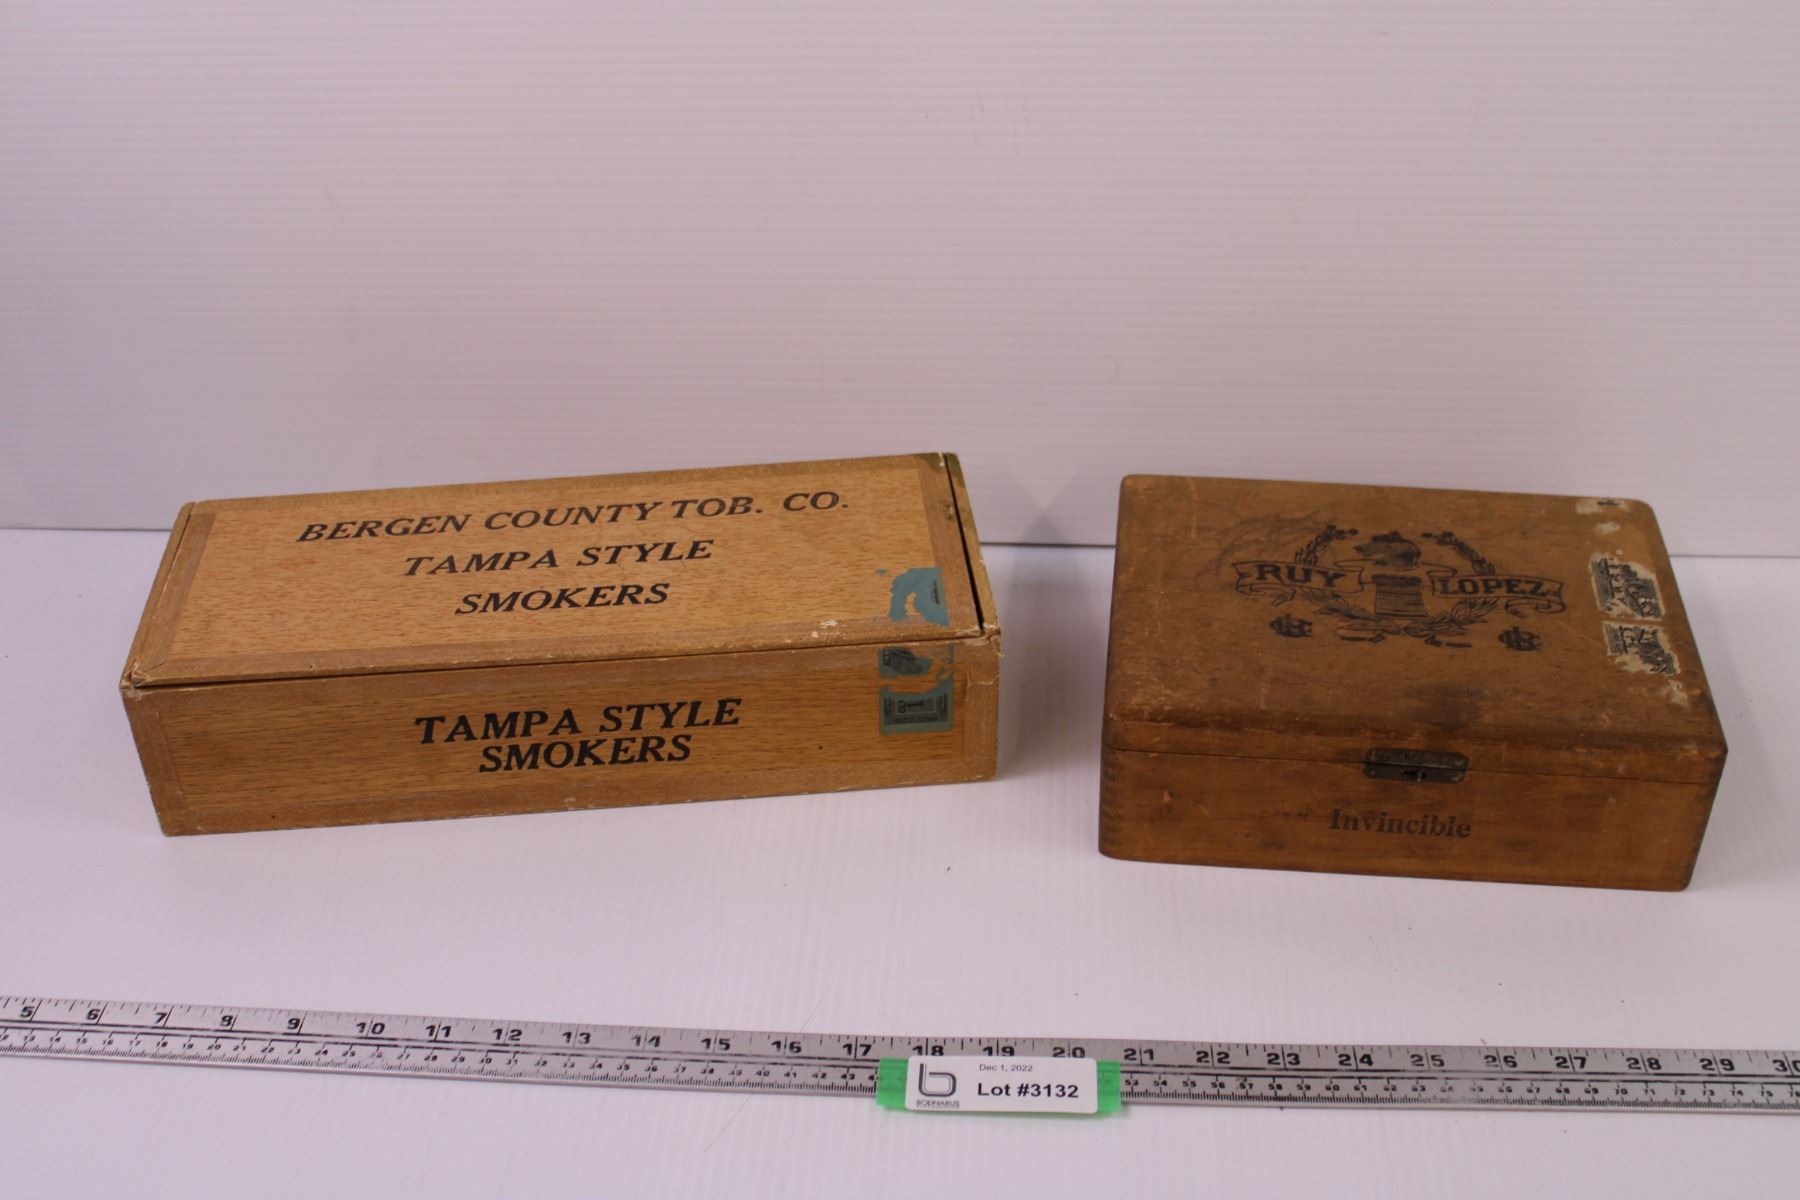 BERGEN COUNTY TOB. CO.
TAMPA STYLE
SMOKERS
TAMPA STYLE
SMOKERS
1
RUY LOPEZ
Invincible
5 6 7 8 9 10 11 12 13 14 15 16 17 18 19 20 21 22 23 24 25 26 27 28 29 30
Dec 1, 2022
Lot #3132
BODNARUS